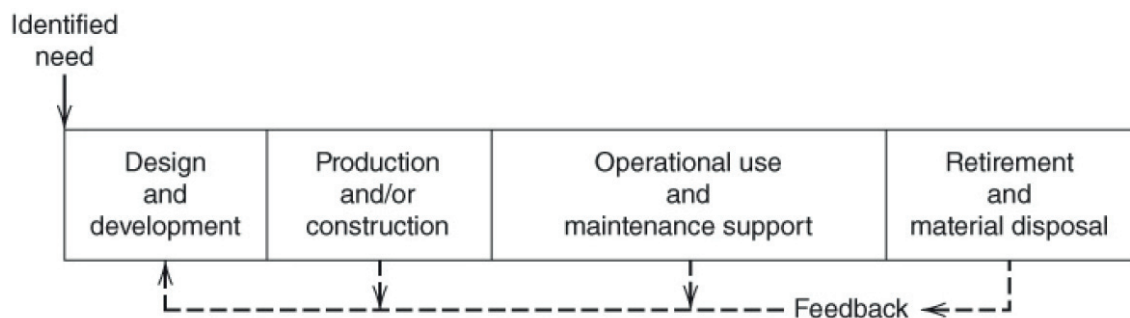 Identified
need
Design
and
development
Production
and/or
construction
Operational use
and
maintenance support
Retirement
and
material disposal
Feedback